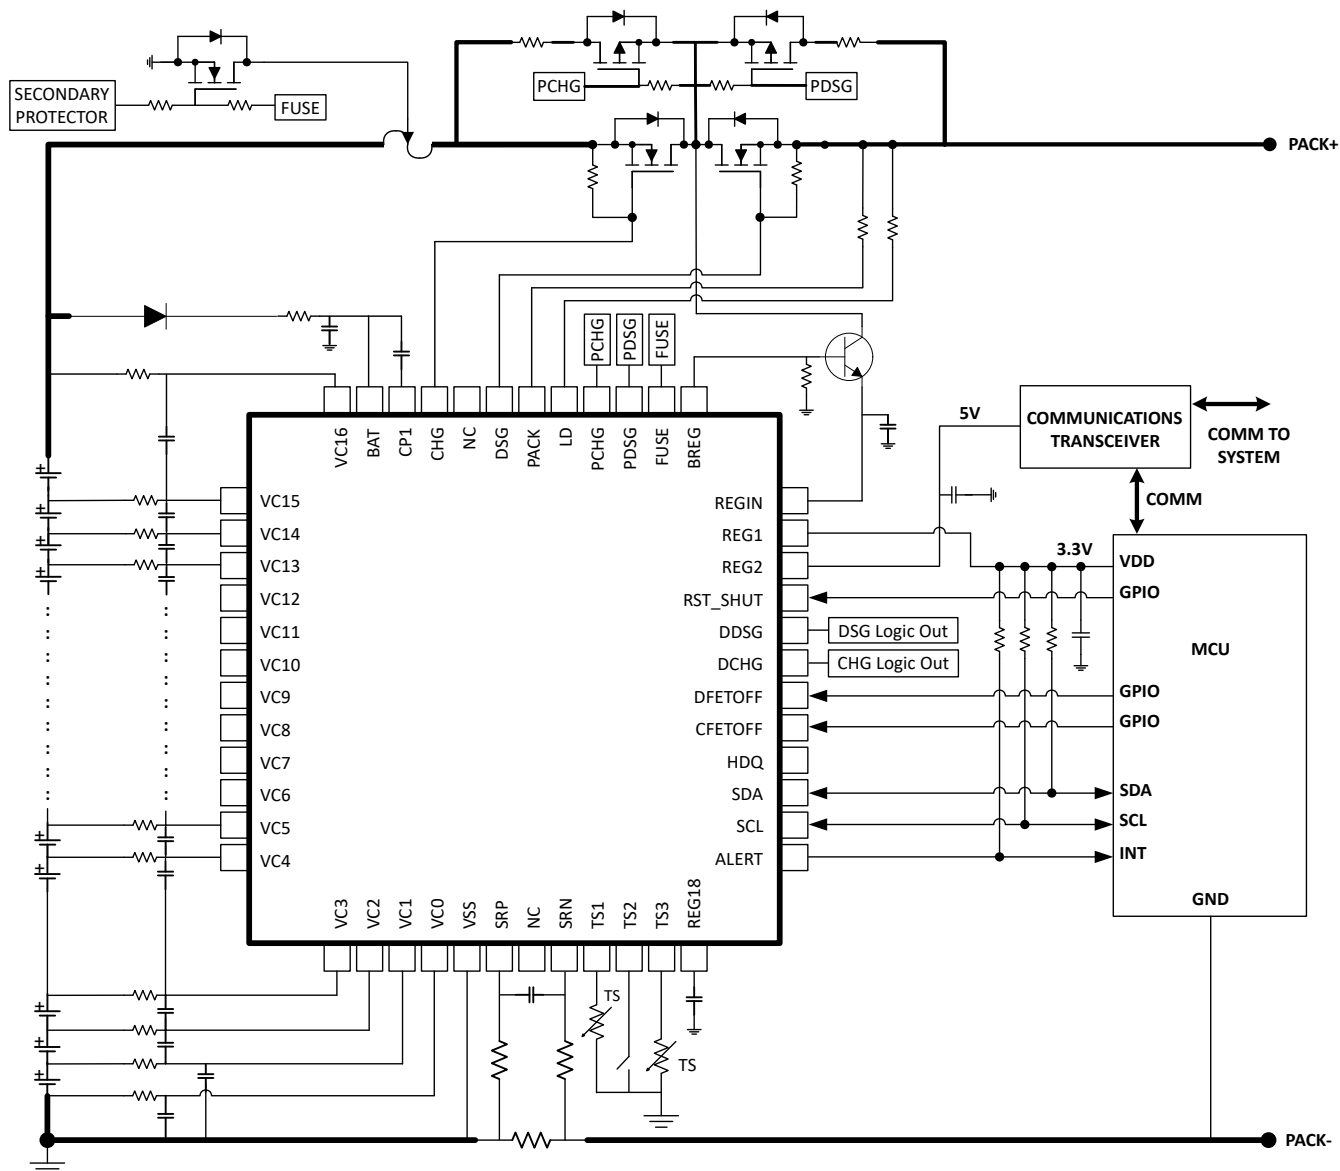 PCHG
PDSG
SECONDARY
PROTECTOR
FUSE
PACK+
PCHG
PDSG
FUSE
VC16
BAT
CP1
CHG
NC
DSG
PACK
LD
PCHG
PDSG
FUSE
BREG
5V
COMMUNICATIONS
TRANSCEIVER
COMM TO
SYSTEM
COMM
+
VC15
REGIN
+
VC14
REG1
3.3V
+
VC13
REG2
VDD
+
VC12
RST_SHUT
GPIO
VC11
DDSG
DSG Logic Out
MCU
VC10
DCHG
CHG Logic Out
VC9
DFETOFF
GPIO
VC8
CFETOFF
GPIO
VC7
HDQ
VC6
SDA
SDA
VC5
SCL
SCL
+
VC4
ALERT
INT
+
GND
VC3
VC2
VC1
VC0
VSS
SRP
NC
SRN
TS1
TS2
TS3
REG18
TS
+
+
TS
+
PACK-